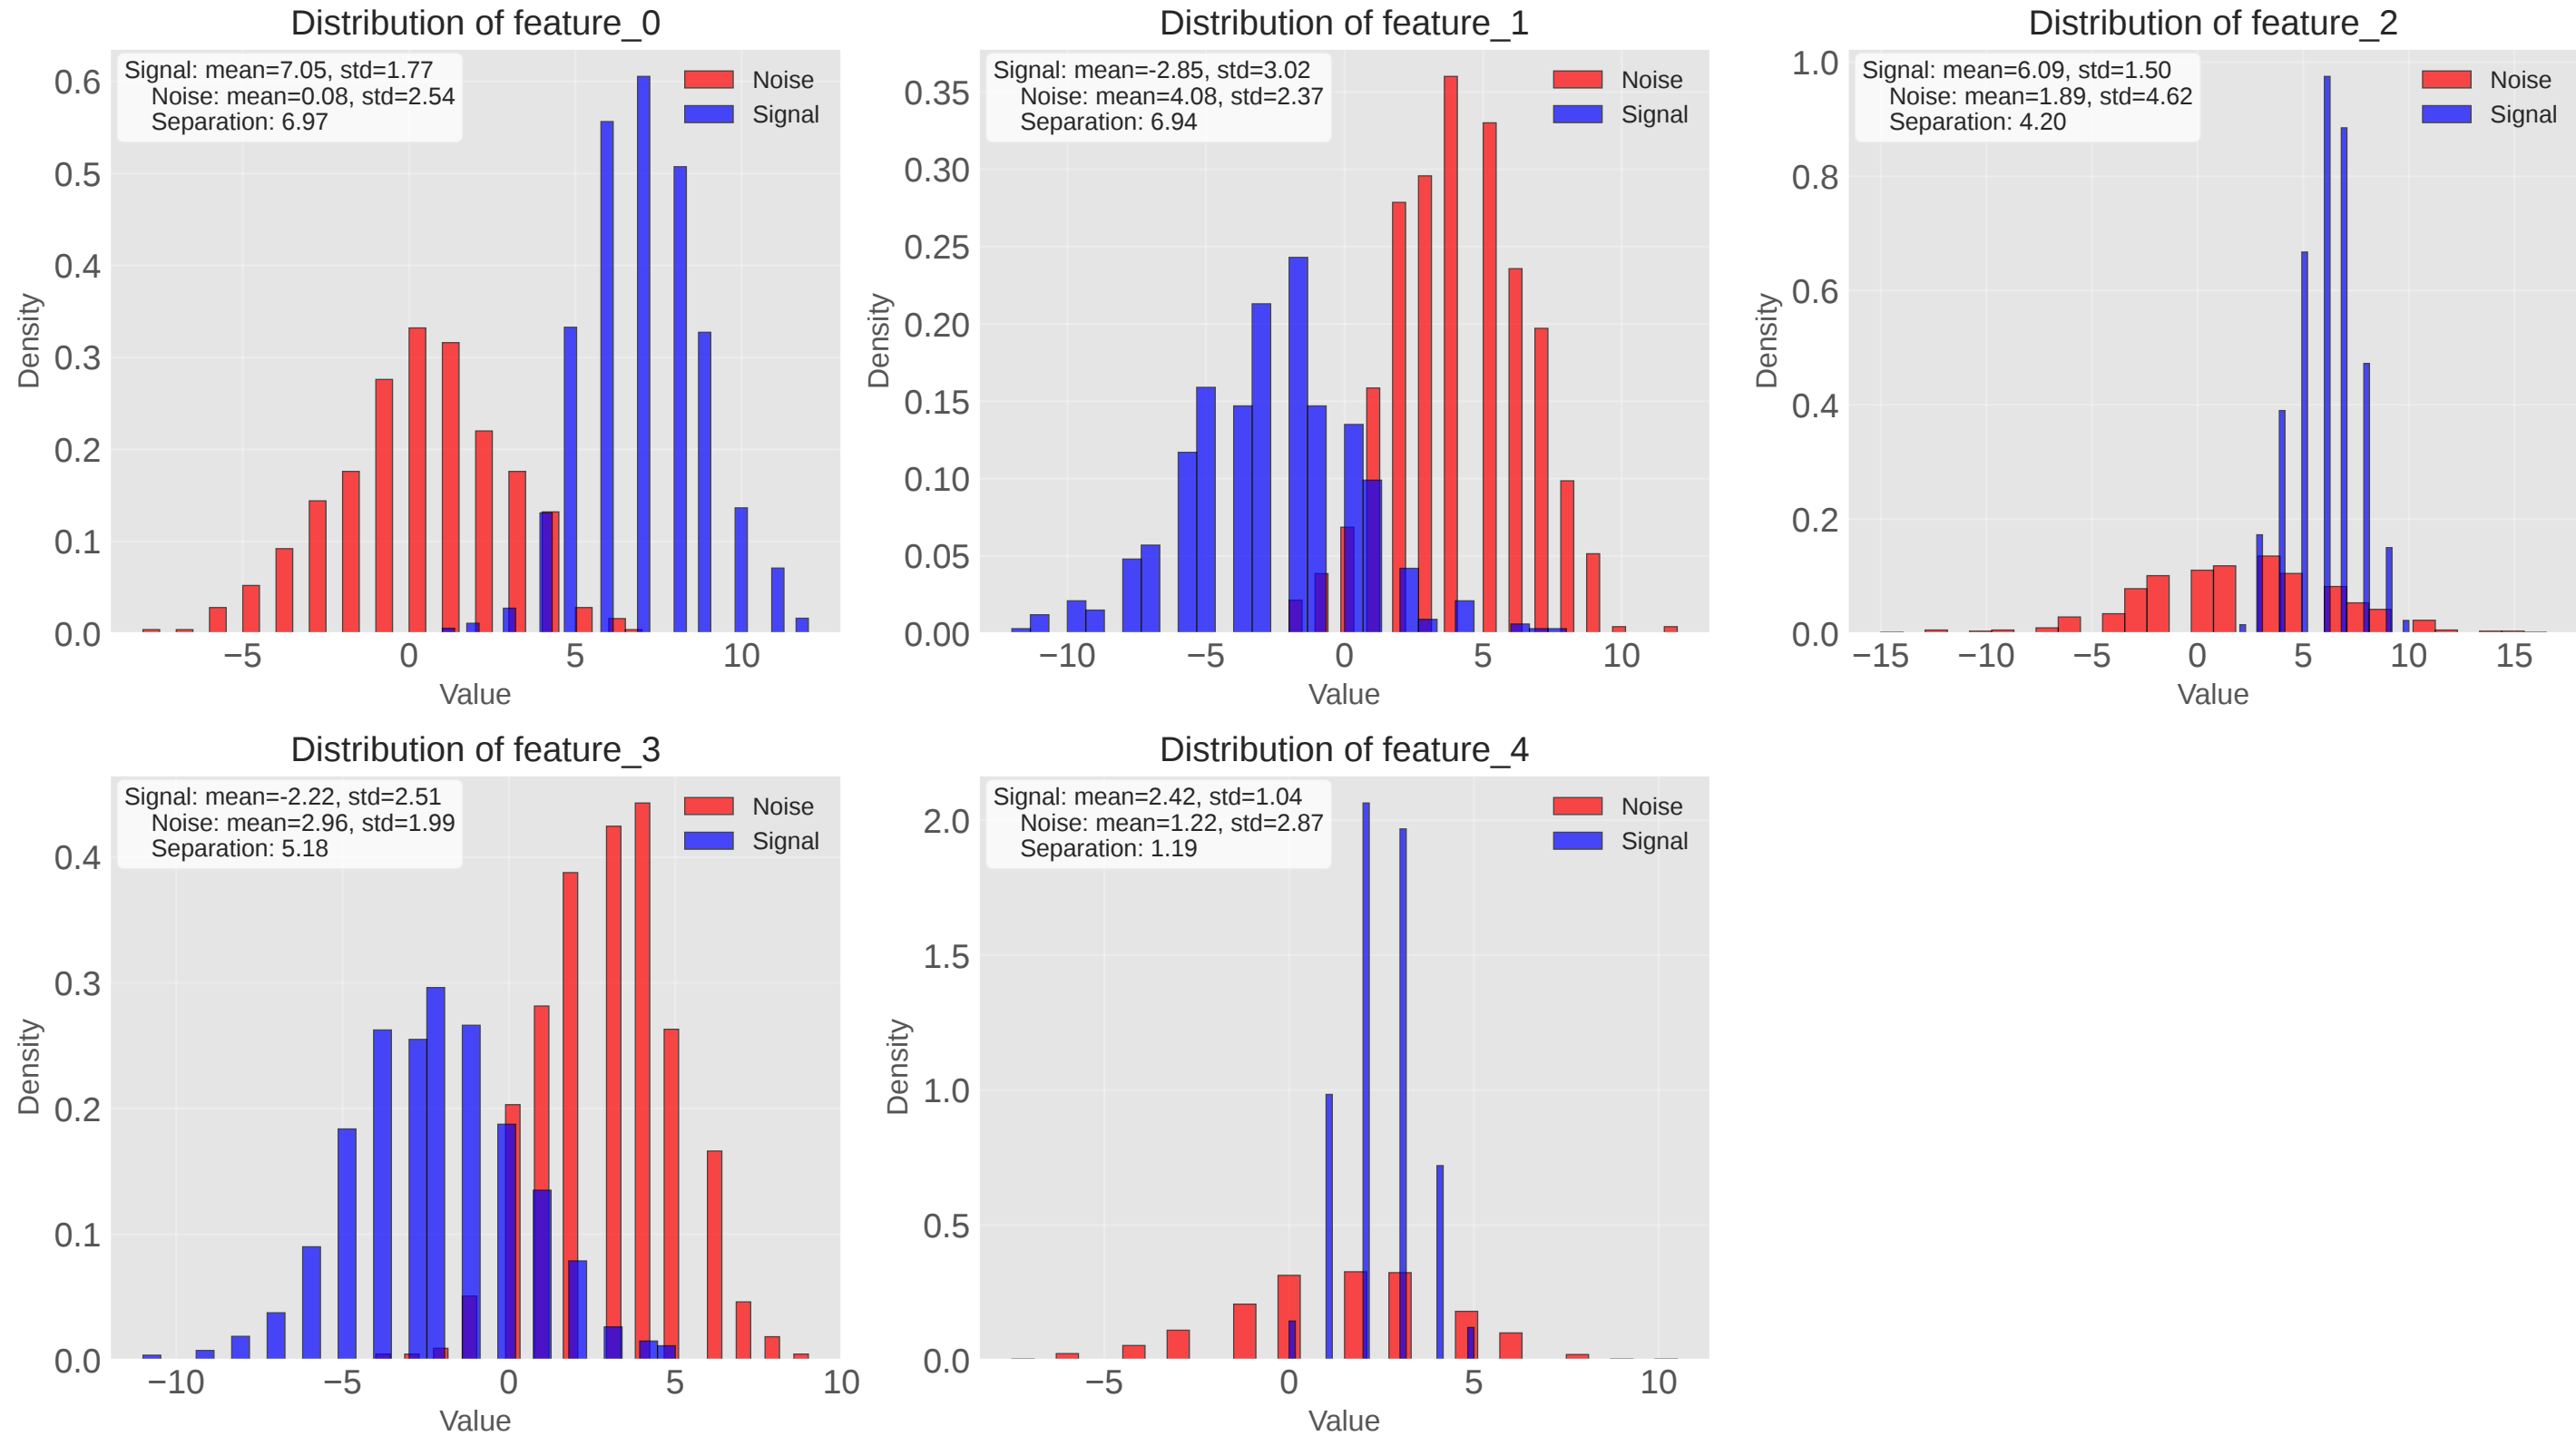 Distribution of feature_0
Signal: mean=7.05, std=1.77
Noise: mean=0.08, std=2.54
Separation: 6.97
Noise
Signal
0.6
0.5
0.4
0.3
0.2
0.1
0.0
Density
−5
0
5
10
Value
Distribution of feature_1
Signal: mean=-2.85, std=3.02
Noise: mean=4.08, std=2.37
Separation: 6.94
Noise
Signal
0.35
0.30
0.25
0.20
0.15
0.10
0.05
0.00
Density
−10
−5
0
5
10
Value
Distribution of feature_2
Signal: mean=6.09, std=1.50
Noise: mean=1.89, std=4.62
Separation: 4.20
Noise
Signal
1.0
0.8
0.6
0.4
0.2
0.0
Density
−15
−10
−5
0
5
10
15
Value
Distribution of feature_3
Signal: mean=-2.22, std=2.51
Noise: mean=2.96, std=1.99
Separation: 5.18
Noise
Signal
0.4
0.3
0.2
0.1
0.0
Density
−10
−5
0
5
10
Value
Distribution of feature_4
Signal: mean=2.42, std=1.04
Noise: mean=1.22, std=2.87
Separation: 1.19
Noise
Signal
2.0
1.5
1.0
0.5
0.0
Density
−5
0
5
10
Value